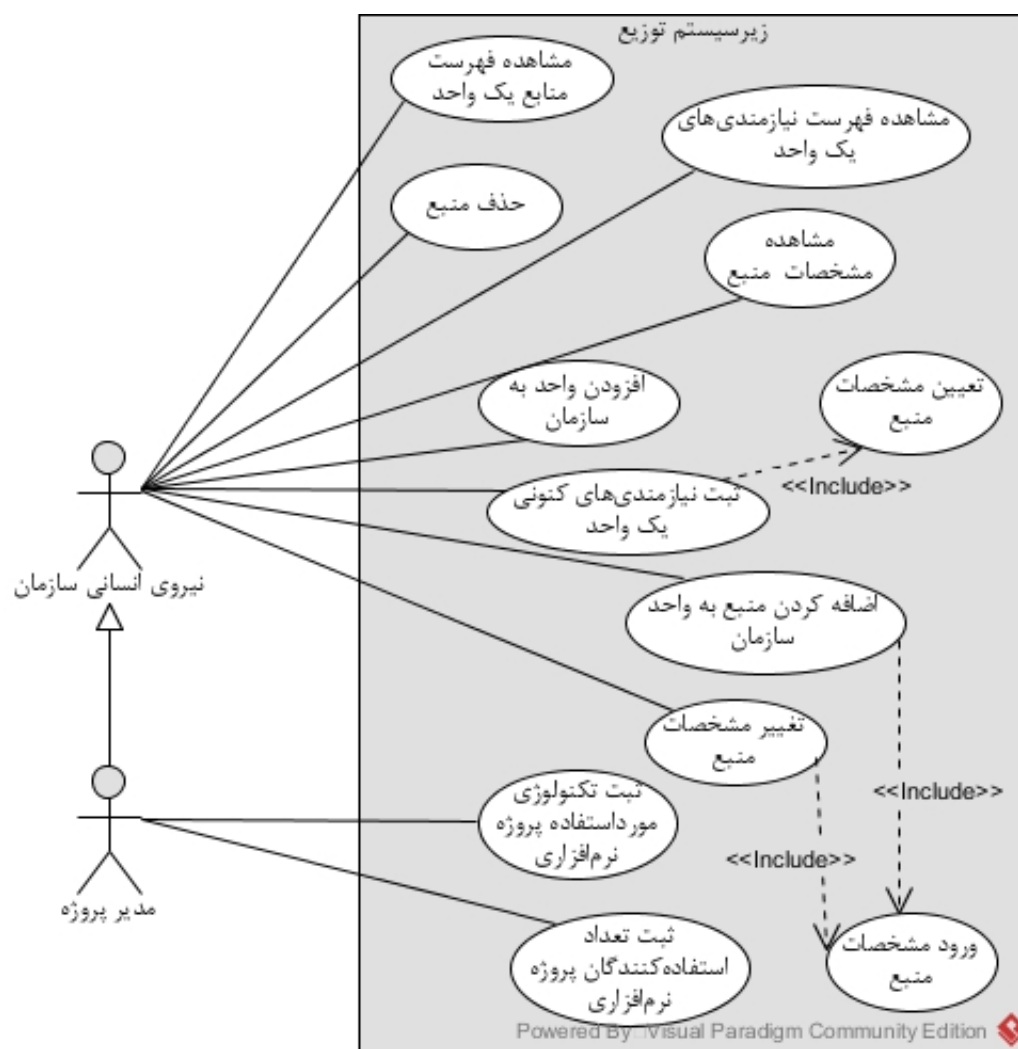 زیرسیستم توزیع
مشاهده فهرست
منابع یک واحد
مشاهده فهرست نیازمندی‌های
یک واحد
حذف منبع
مشاهده
مشخصات منبع
افزودن واحد به
سازمان
تعیین مشخصات
منبع
<<Include>>
ثبت نیازمندی‌های کنونی
یک واحد
نیروی انسانی سازمان
اضافه کردن منبع به واحد
سازمان
تغییر مشخصات
منبع
<<Include>>
<<Include>>
ثبت تکنولوژی
مورداستفاده پروژه
نرم‌افزاری
مدیر پروژه
ثبت تعداد
استفاده‌کنندگان پروژه
نرم‌افزاری
ورود مشخصات
منبع
Powered By Visual Paradigm Community Edition